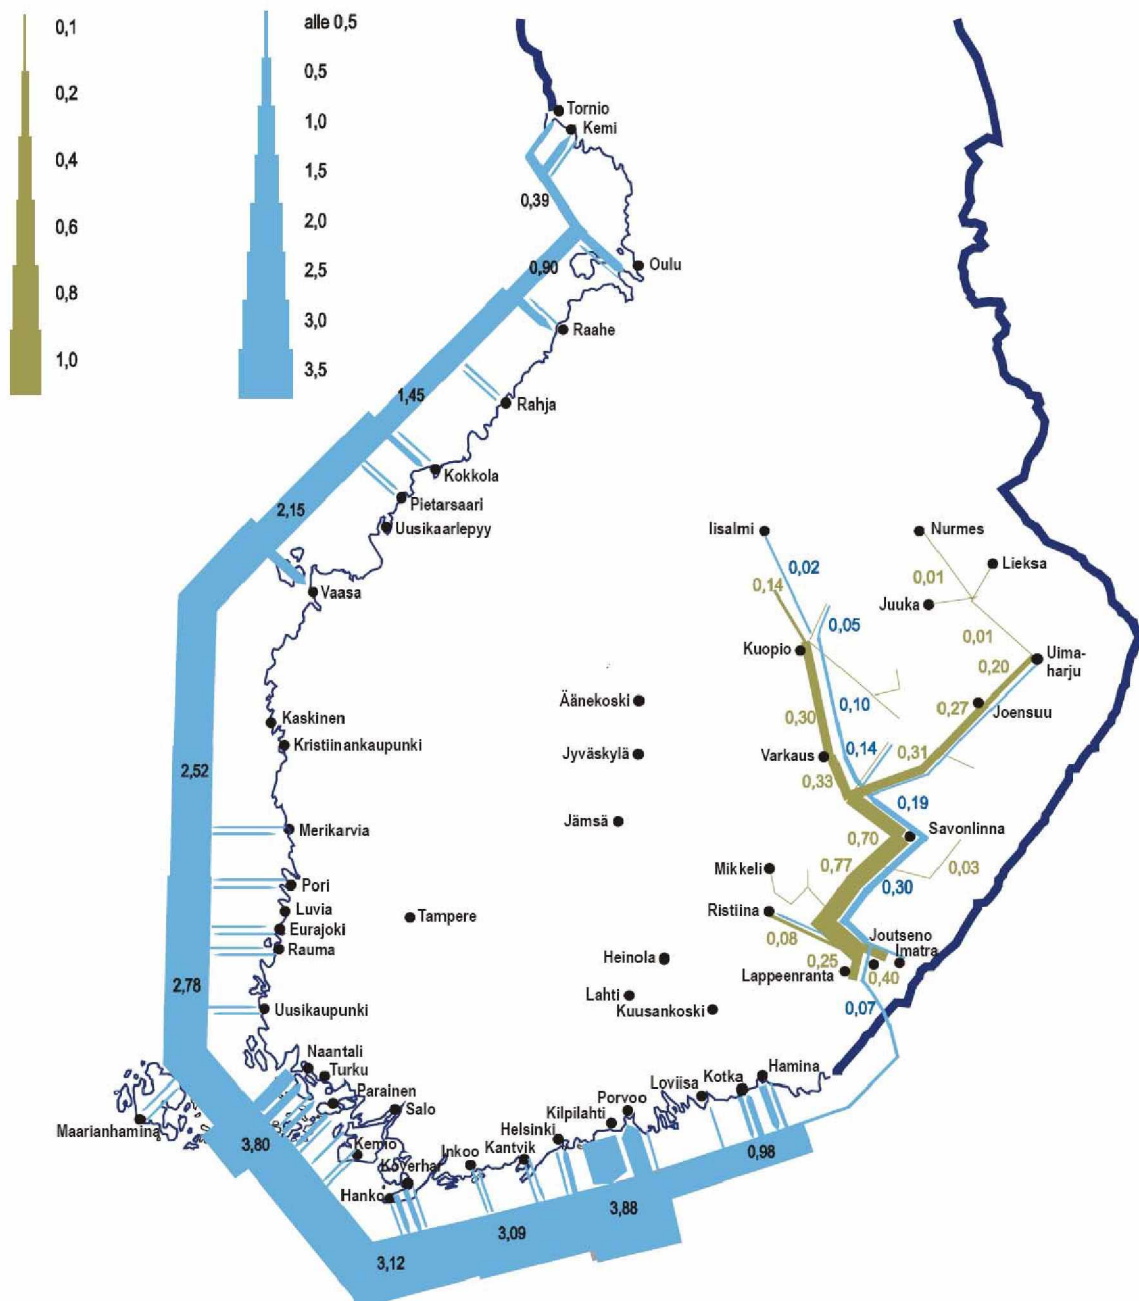 0,1
0,2
0,4
0,6
0,8
1,0
alle 0,5
0,5
1,0
1,5
2,0
2,5
3,0
3,5
Tornio
Kemi
0,39
0,90
Oulu
Raahe
1,45
Rahja
Kokkola
2,15
Pietarsaari
Uusikaarlepyy
Vaasa
Iisalmi
Nurmes
0,02
Lieksa
0,14
0,01
Juuka
0,05
0,01
Kuopio
Uima-
harju
0,20
Äänekoski
0,10
0,27
Joensuu
Kaskinen
0,30
Kristiinankaupunki
Jyväskylä
Varkaus
0,14
0,31
2,52
0,33
0,19
Jämsä
Merikarvia
0,70
Savonlinna
Mikkeli
0,77
0,03
Pori
0,30
Luvia
Tampere
Ristiina
Eurajoki
0,08
Joutseno
Rauma
Imatra
Heinola
0,25
Lappeenranta
0,40
2,78
Lahti
Kuusankoski
0,07
Uusikaupunki
Naantali
Turku
Hamina
Kotka
Loviisa
Parainen
Salo
Porvoo
Kilpilahti
Maarianhamina
3,80
Helsinki
Kemiö
Kantvik
0,98
Inkoo
Koverhar
Hanko
3,88
3,09
3,12